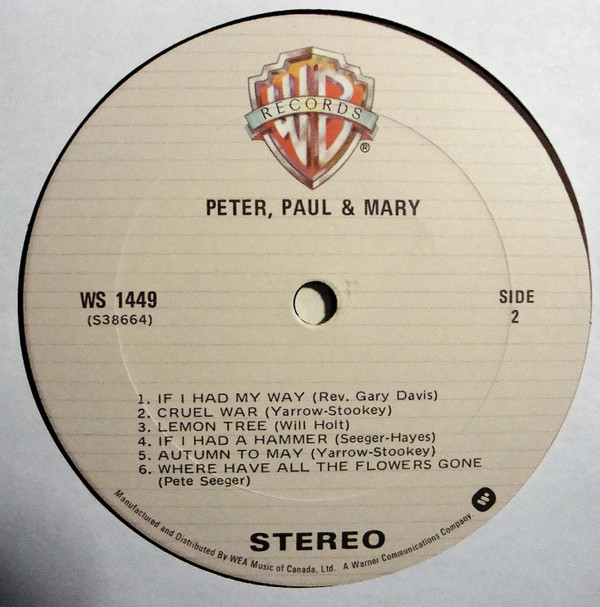 WB
RECORDS
®
PETER, PAUL & MARY
WS 1449
(S38664)
SIDE
2
1. IF I HAD MY WAY (Rev. Gary Davis)
2. CRUEL WAR (Yarrow-Stookey)
3. LEMON TREE (Will Holt)
4. IF I HAD A HAMMER (Seeger-Hayes)
5. AUTUMN TO MAY (Yarrow-Stookey)
6. WHERE HAVE ALL THE FLOWERS GONE
(Pete Seeger)
STEREO
Manufactured and Distributed By WEA Music of Canada, Ltd. A Warner Communications Company.